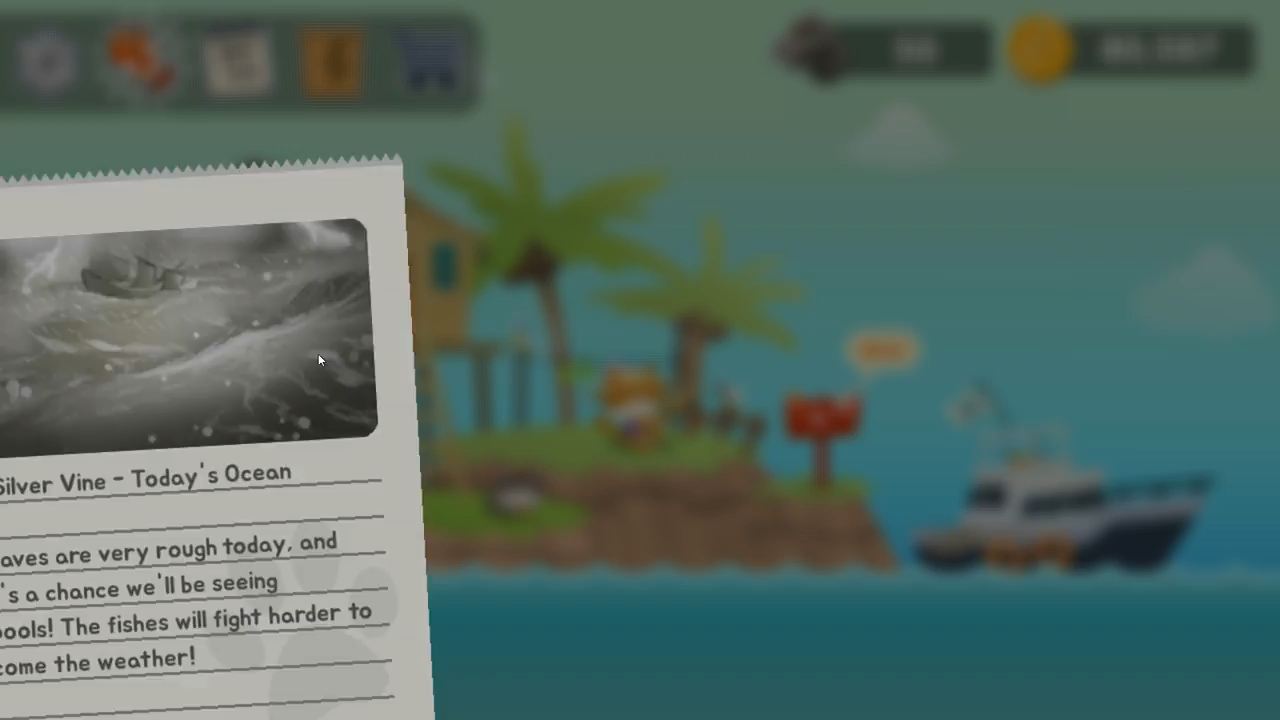 Silver Vine - Today's Ocean
aves are very rough today, and
's a chance we'll be seeing
ools! The fishes will fight harder to
come the weather!